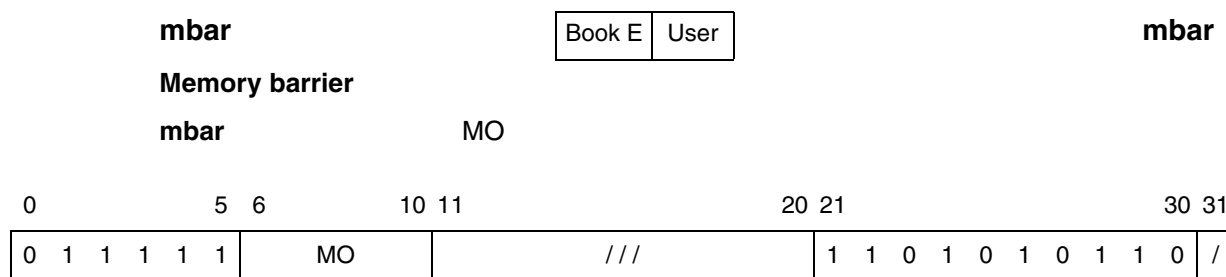 mbar Book E User mbar
Memory barrier
mbar MO
0 5 6 10 11 20 21 30 31
0 1 1 1 1 1 MO /// 1 1 0 1 0 1 0 1 1 0 /